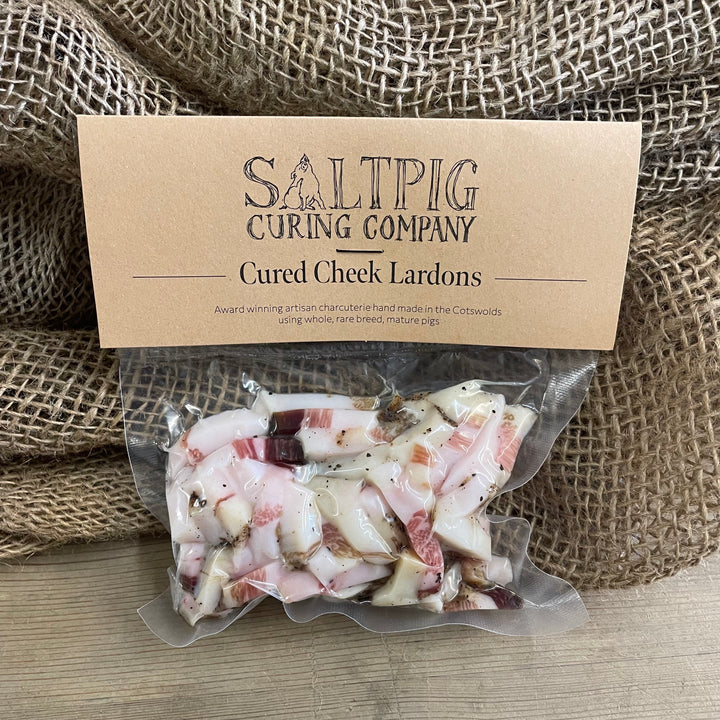 SALTPIG
CURING COMPANY
Cured Cheek Lardons
Award winning artisan charcuterie hand made in the Cotswolds
using whole, rare breed, mature pigs